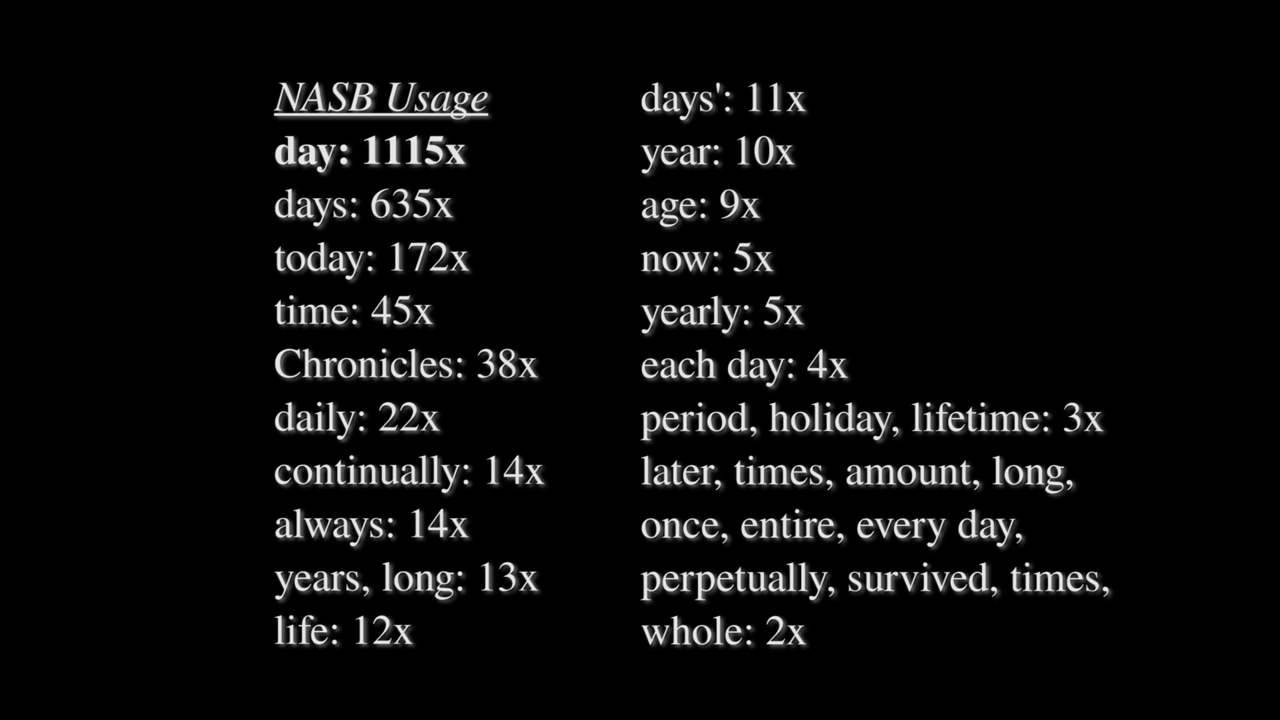 NASB Usage
day: 1115x
days: 635x
today: 172x
time: 45x
Chronicles: 38x
daily: 22x
continually: 14x
always: 14x
years, long: 13x
life: 12x
days': 11x
year: 10x
age: 9x
now: 5x
yearly: 5x
each day: 4x
period, holiday, lifetime: 3x
later, times, amount, long,
once, entire, every day,
perpetually, survived, times,
whole: 2x